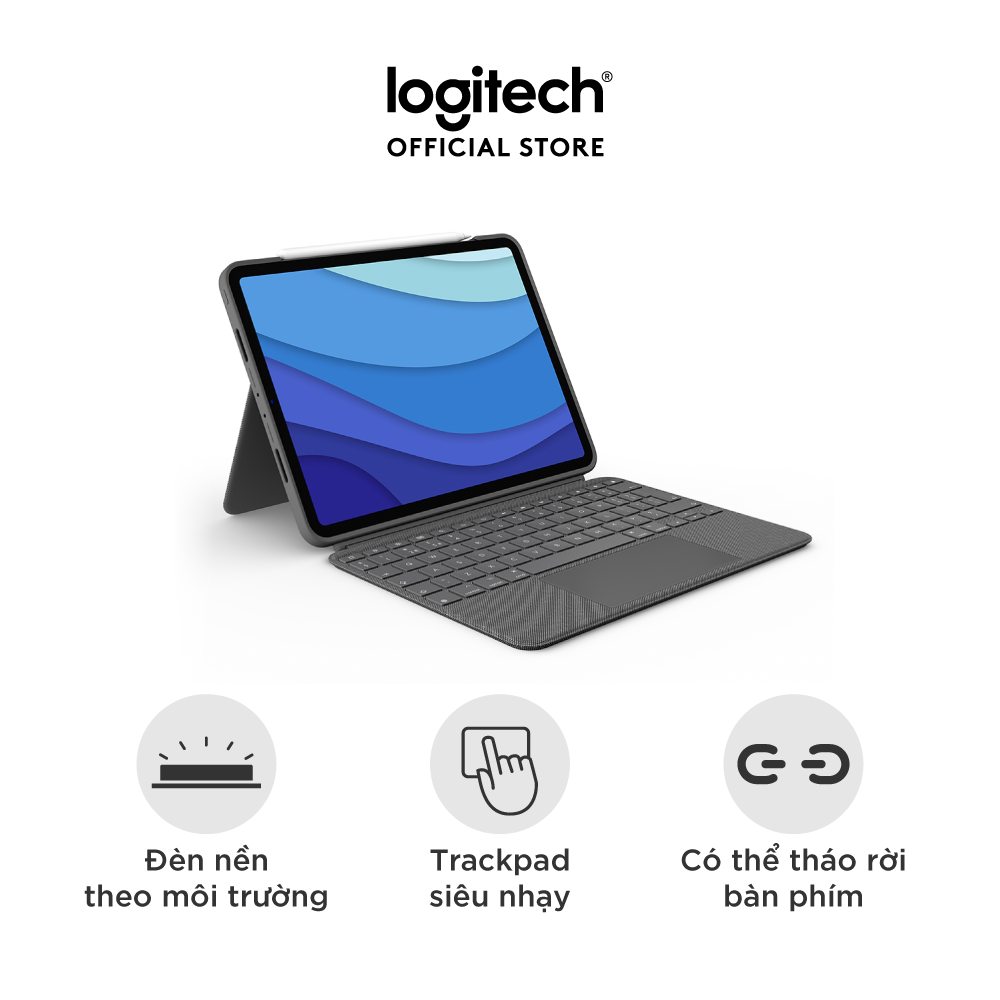 logitech®
OFFICIAL STORE
Đèn nền
theo môi trường
Trackpad
siêu nhạy
Có thể tháo rời
bàn phím